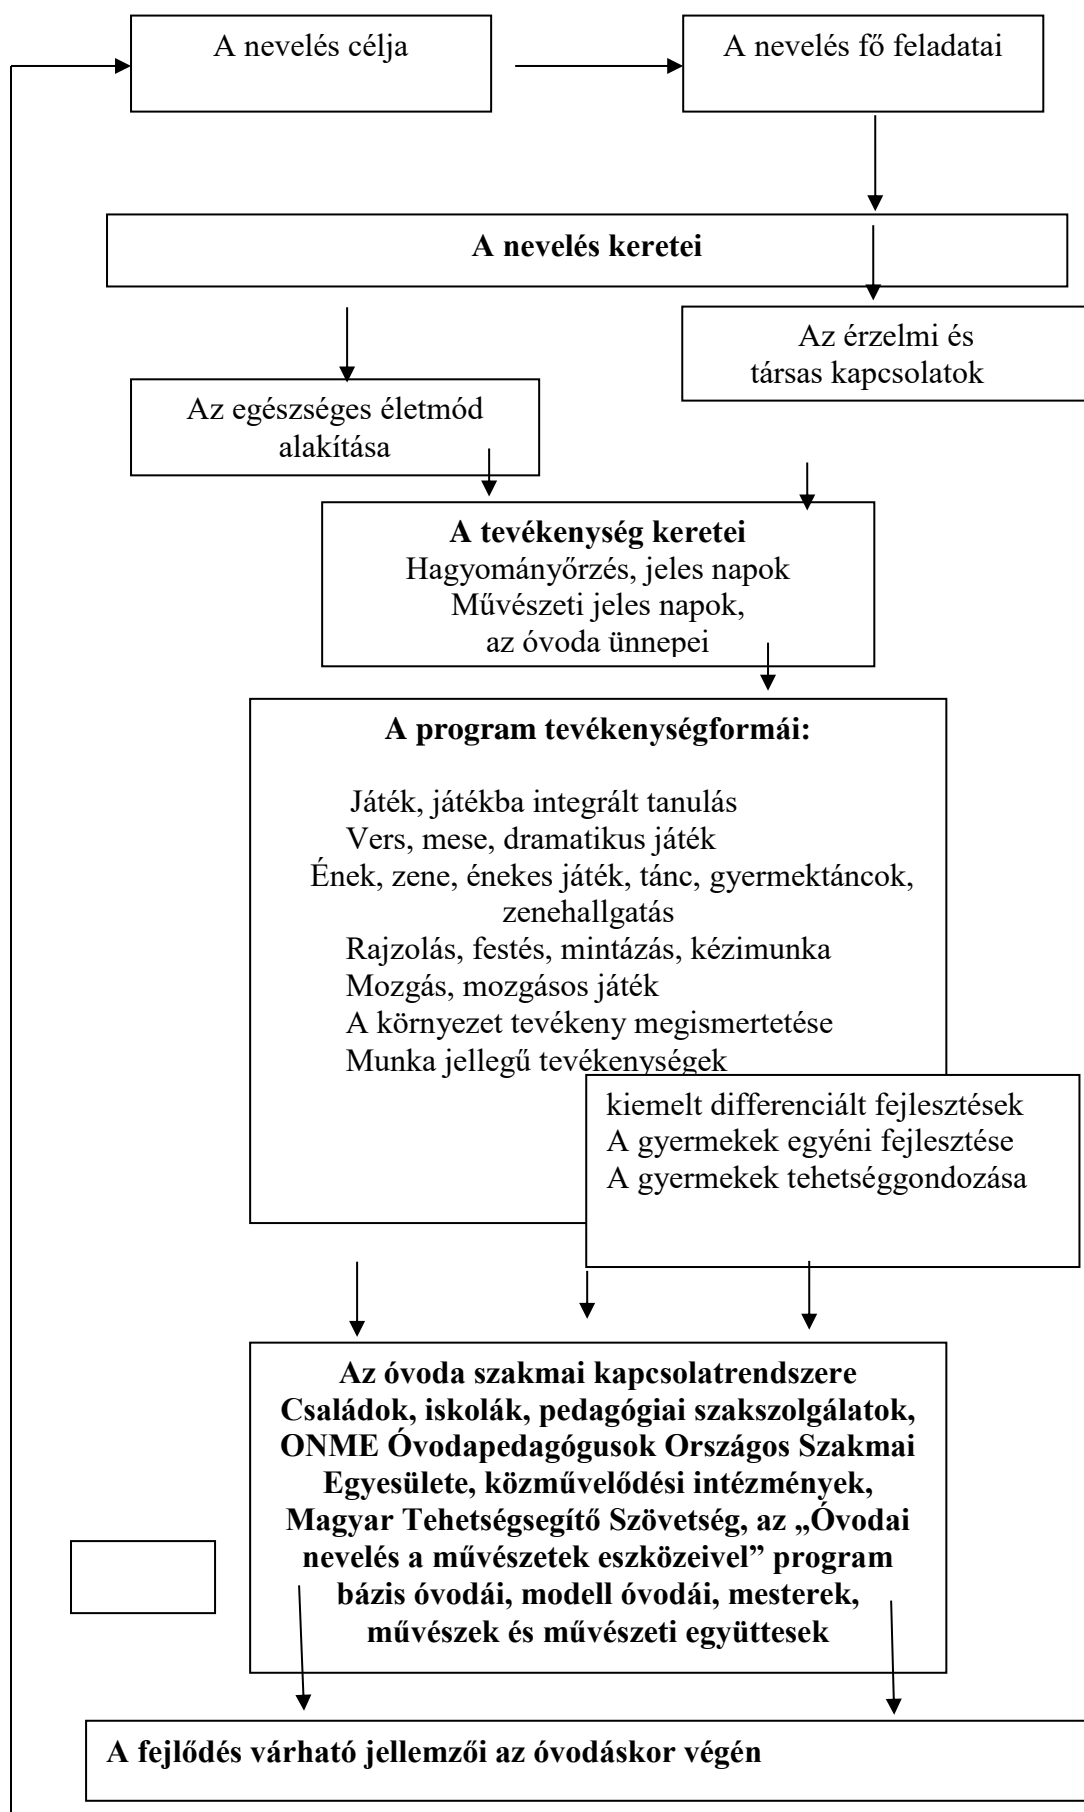 A nevelés célja
A nevelés fő feladatai
A nevelés keretei
Az érzelmi és
társas kapcsolatok
Az egészséges életmód
alakítása
A tevékenység keretei
Hagyományőrzés, jeles napok
Művészeti jeles napok,
az óvoda ünnepei
A program tevékenységformái:
Játék, játékba integrált tanulás
Vers, mese, dramatikus játék
Ének, zene, énekes játék, tánc, gyermektáncok,
zenehallgatás
Rajzolás, festés, mintázás, kézimunka
Mozgás, mozgásos játék
A környezet tevékeny megismertetése
Munka jellegű tevékenységek
kiemelt differenciált fejlesztések
A gyermekek egyéni fejlesztése
A gyermekek tehetséggondozása
Az óvoda szakmai kapcsolatrendszere
Családok, iskolák, pedagógiai szakszolgálatok,
ONME Óvodapedagógusok Országos Szakmai
Egyesülete, közművelődési intézmények,
Magyar Tehetségsegítő Szövetség, az „Óvodai
nevelés a művészetek eszközeivel” program
bázis óvodái, modell óvodái, mesterek,
művészek és művészeti együttesek
A fejlődés várható jellemzői az óvodáskor végén